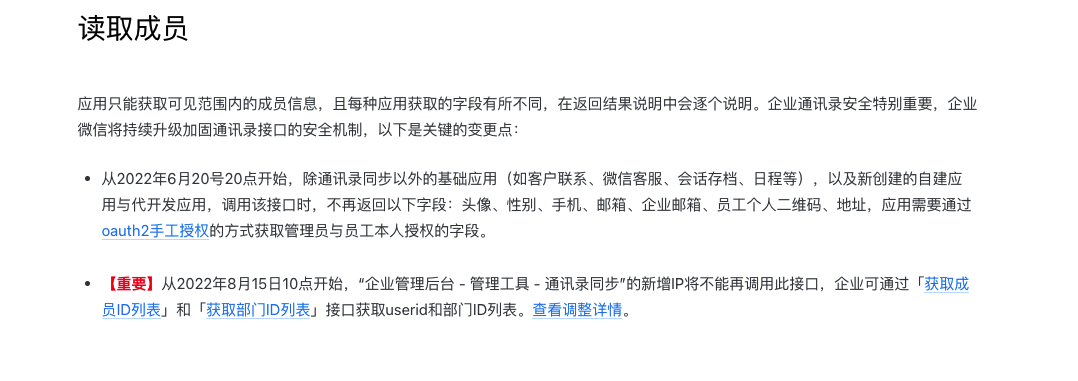 读取成员
应用只能获取可见范围内的成员信息，且每种应用获取的字段有所不同，在返回结果说明中会逐个说明。企业通讯录安全特别重要，企业
微信将持续升级加固通讯录接口的安全机制，以下是关键的变更点：
• 从2022年6月20号20点开始，除通讯录同步以外的基础应用（如客户联系、微信客服、会话存档、日程等），以及新创建的自建应
用与代开发应用，调用该接口时，不再返回以下字段：头像、性别、手机、邮箱、企业邮箱、员工个人二维码、地址，应用需要通过
oauth2手工授权的方式获取管理员与员工本人授权的字段。
• 【重要】从2022年8月15日10点开始，“企业管理后台 - 管理工具 - 通讯录同步”的新增IP将不能再调用此接口，企业可通过「获取成
员ID列表」和「获取部门ID列表」接口获取userid和部门ID列表。查看调整详情。